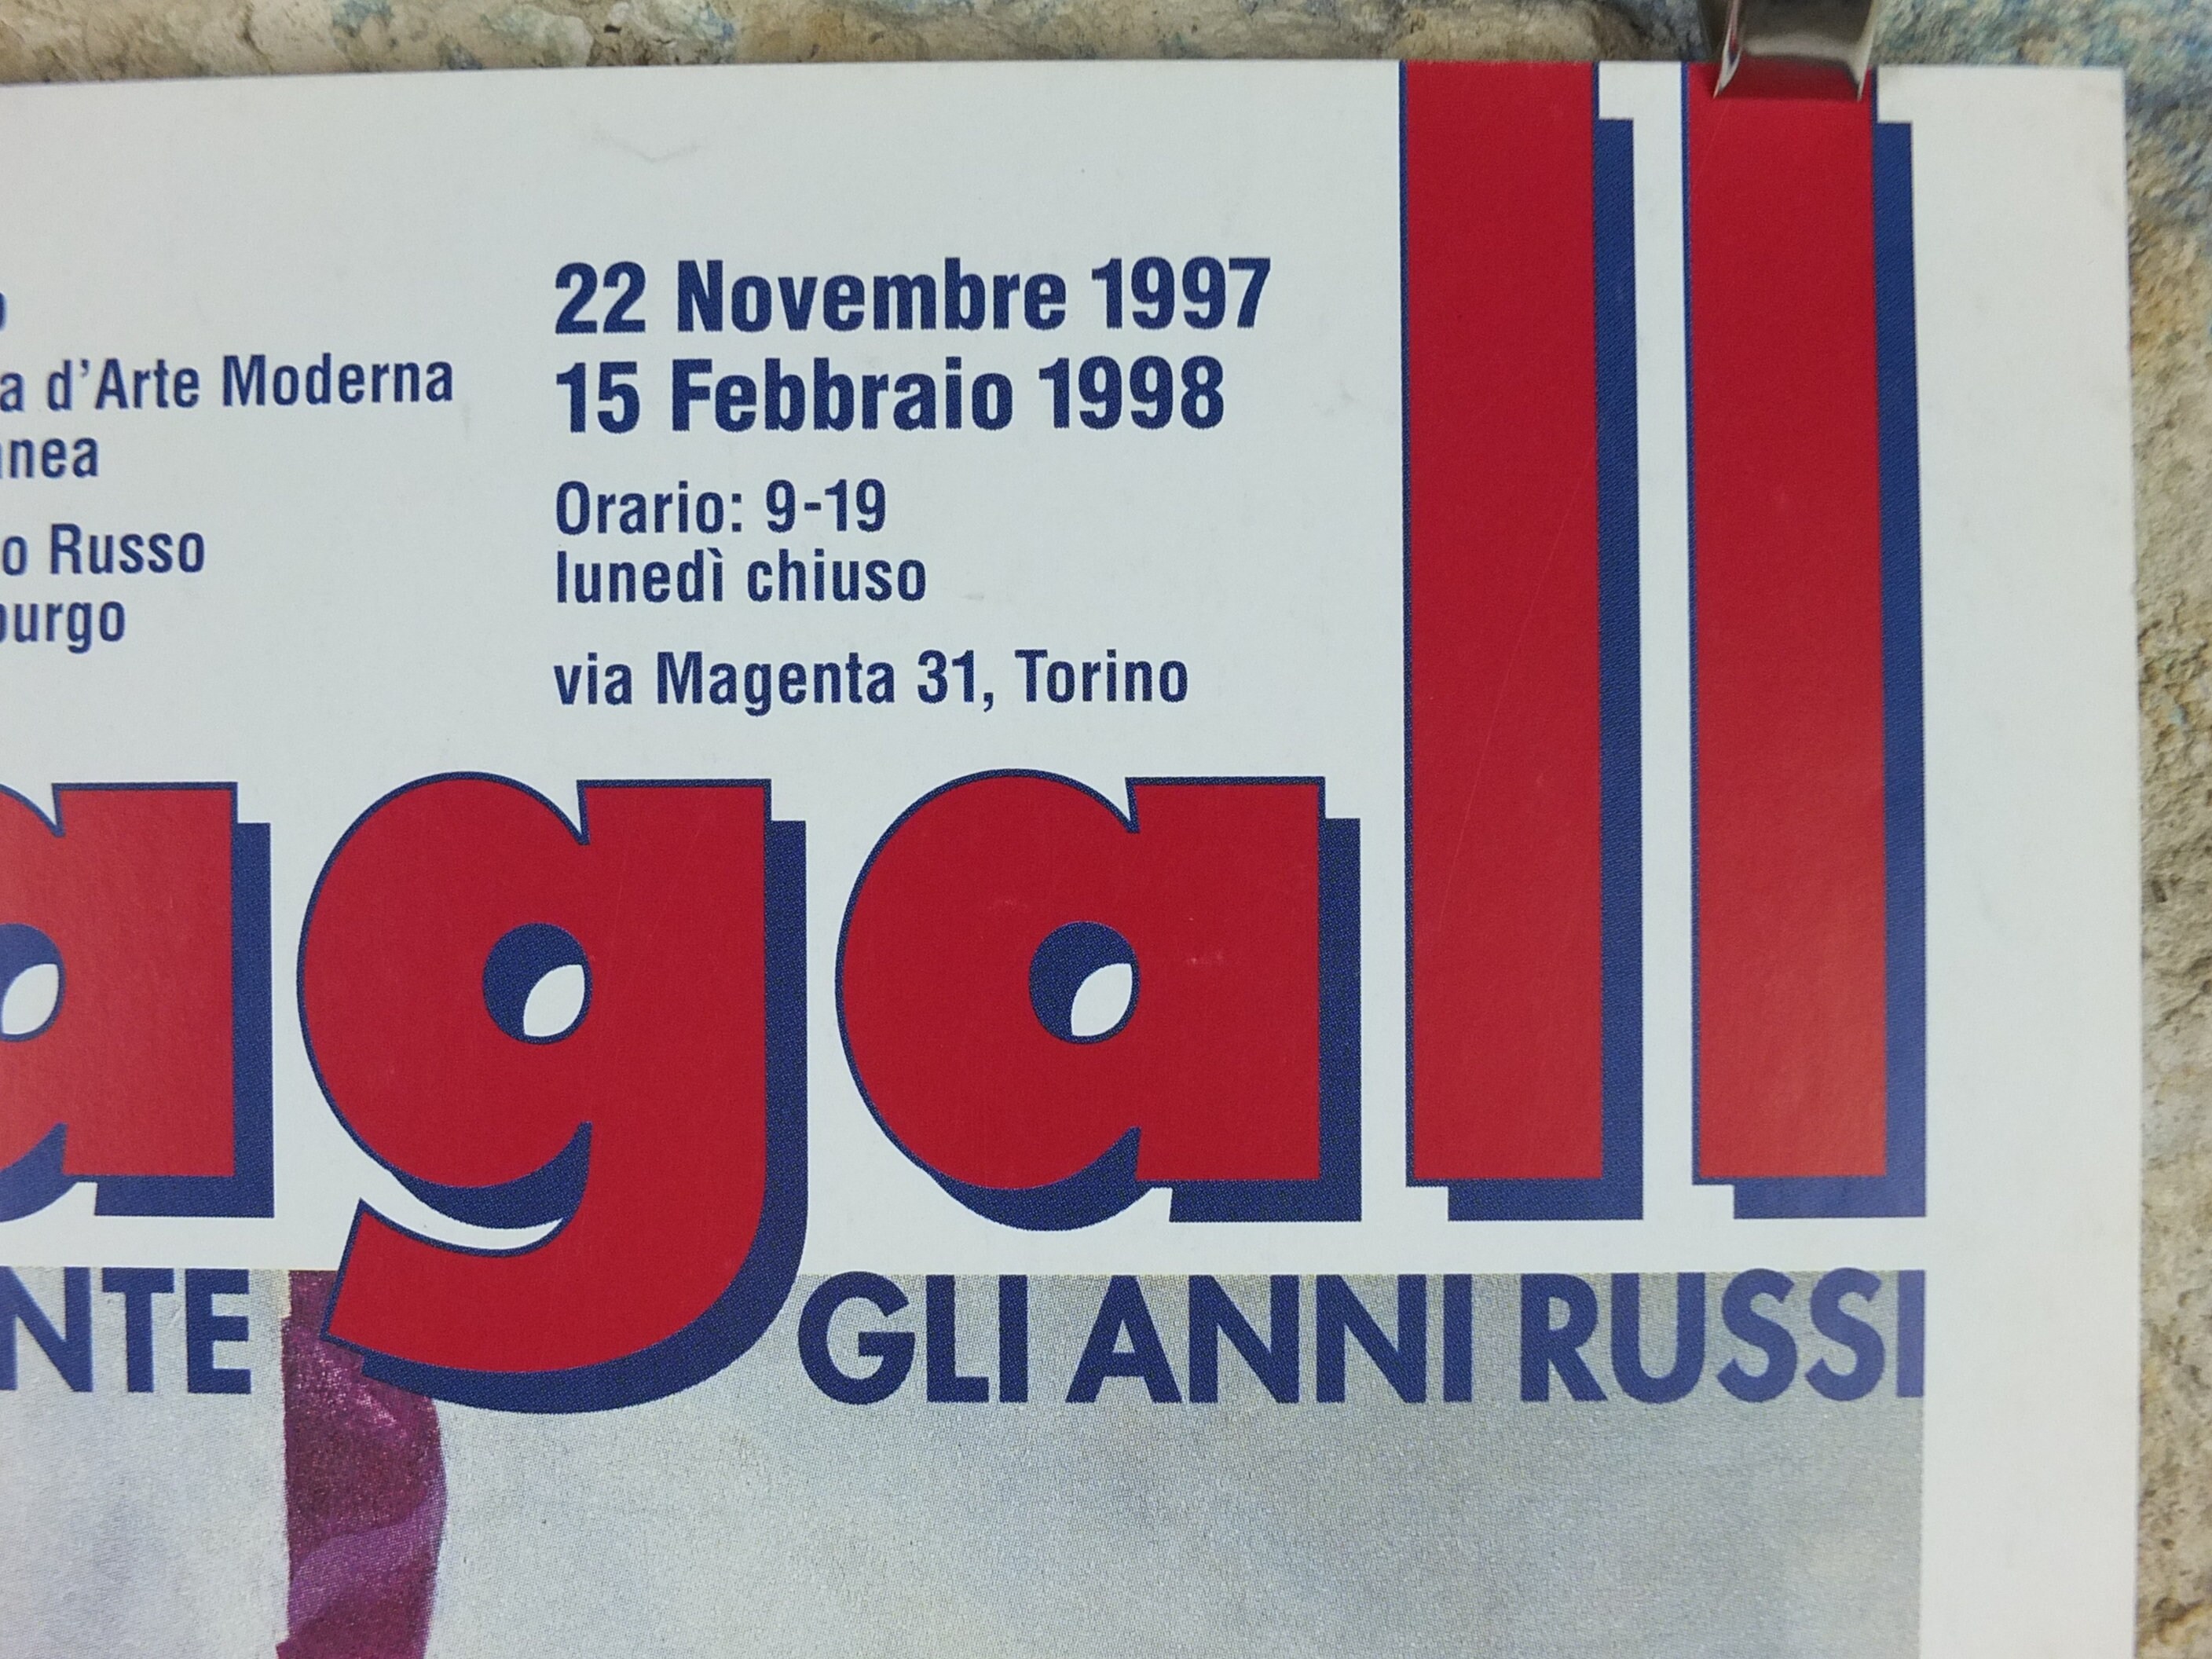 a d'Arte Moderna
nea
o Russo
burgo
22 Novembre 1997
15 Febbraio 1998
Orario: 9-19
lunedì chiuso
via Magenta 31, Torino
agall
NTE GLI ANNI RUSSI